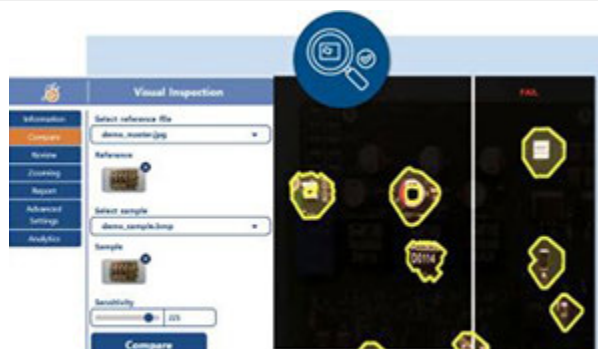 Visual Inspection
FAIL
Information
Compare
Review
Zooming
Report
Advanced
Settings
Analytics
Select reference file
demo_master.jpg
Reference
Select sample
demo_sample.bmp
Sample
Sensitivity
225
Compare
D0114